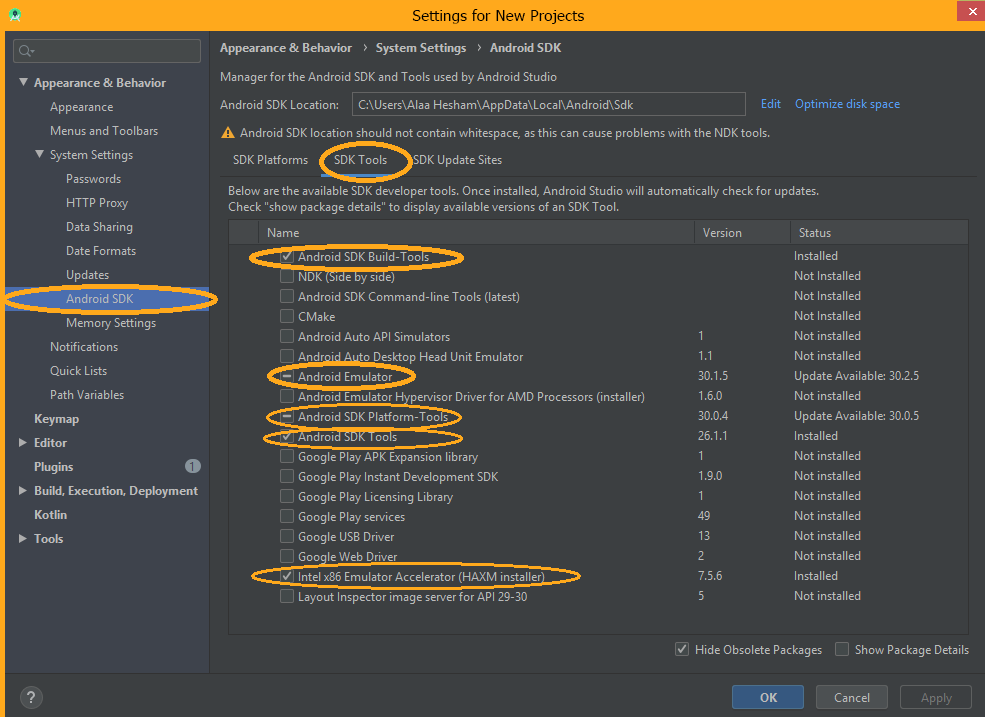 Settings for New Projects
Appearance & Behavior › System Settings › Android SDK
Manager for the Android SDK and Tools used by Android Studio
Android SDK Location: C:\Users\Alaa Hesham\AppData\Local\Android\Sdk Edit Optimize disk space
Android SDK location should not contain whitespace, as this can cause problems with the NDK tools.
SDK Platforms SDK Tools SDK Update Sites
Below are the available SDK developer tools. Once installed, Android Studio will automatically check for updates.
Check "show package details" to display available versions of an SDK Tool.
Name Version Status
Android SDK Build-Tools Installed
NDK (Side by side) Not Installed
Android SDK Command-line Tools (latest) Not Installed
CMake Not Installed
Android Auto API Simulators 1 Not installed
Android Auto Desktop Head Unit Emulator 1.1 Not installed
Android Emulator 30.1.5 Update Available: 30.2.5
Android Emulator Hypervisor Driver for AMD Processors (installer) 1.6.0 Not installed
Android SDK Platform-Tools 30.0.4 Update Available: 30.0.5
Android SDK Tools 26.1.1 Installed
Google Play APK Expansion library 1 Not installed
Google Play Instant Development SDK 1.9.0 Not installed
Google Play Licensing Library 1 Not installed
Google Play services 49 Not installed
Google USB Driver 13 Not installed
Google Web Driver 2 Not installed
Intel x86 Emulator Accelerator (HAXM installer) 7.5.6 Installed
Layout Inspector image server for API 29-30 5 Not installed
Hide Obsolete Packages Show Package Details
Appearance & Behavior
Appearance
Menus and Toolbars
System Settings
Passwords
HTTP Proxy
Data Sharing
Date Formats
Updates
Android SDK
Memory Settings
Notifications
Quick Lists
Path Variables
Keymap
Editor
Plugins 1
Build, Execution, Deployment
Kotlin
Tools
? OK Cancel Apply